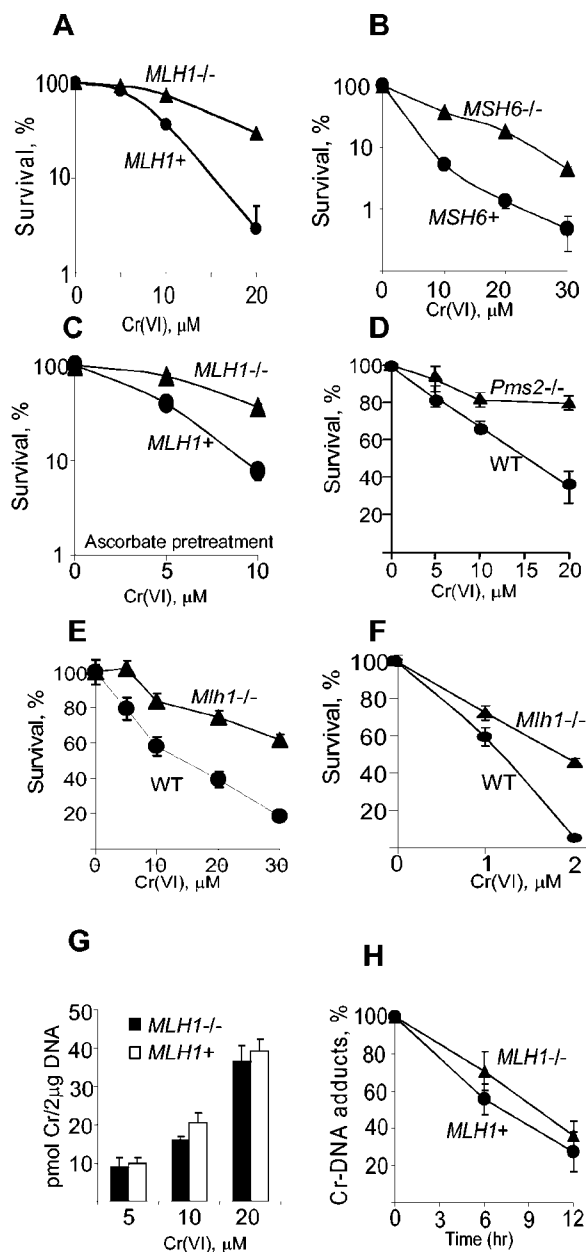 A
Survival, %
100
10
1
MLH1-/-
MLH1+
0
10
20
Cr(VI), µM
B
Survival, %
100
10
1
MSH6-/-
MSH6+
0
10
20
30
Cr(VI), µM
C
Survival, %
100
10
1
MLH1-/-
MLH1+
Ascorbate pretreatment
0
5
10
Cr(VI), µM
D
Survival, %
100
80
60
40
20
Pms2-/-
WT
0
5
10
15
20
Cr(VI), µM
E
Survival, %
100
80
60
40
20
Mlh1-/-
WT
0
10
20
30
Cr(VI), µM
F
Survival, %
100
80
60
40
20
Mlh1-/-
WT
0
1
2
Cr(VI), µM
G
pmol Cr/2µg DNA
50
40
30
20
10
MLH1-/-
MLH1+
5
10
20
Cr(VI), µM
H
Cr-DNA adducts, %
100
80
60
40
20
MLH1-/-
MLH1+
0
3
6
9
12
Time (hr)